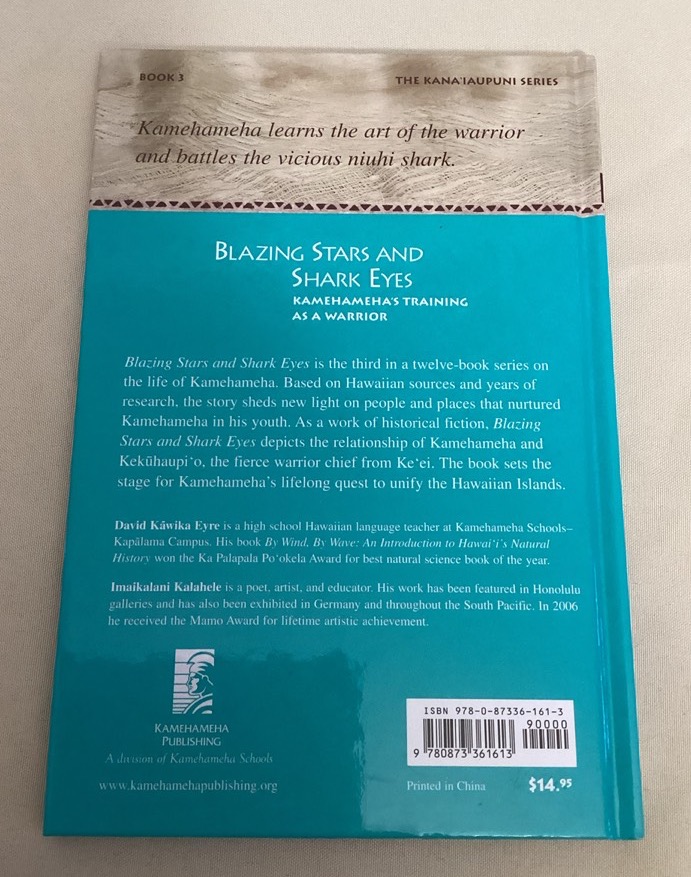 BOOK 3
THE KANA'IAUPUNI SERIES
Kamehameha learns the art of the warrior
and battles the vicious niuhi shark.
BLAZING STARS AND
SHARK EYES
KAMEHAMEHA'S TRAINING
AS A WARRIOR
Blazing Stars and Shark Eyes is the third in a twelve-book series on
the life of Kamehameha. Based on Hawaiian sources and years of
research, the story sheds new light on people and places that nurtured
Kamehameha in his youth. As a work of historical fiction, Blazing
Stars and Shark Eyes depicts the relationship of Kamehameha and
Kekūhaupi‘o, the fierce warrior chief from Ke‘ei. The book sets the
stage for Kamehameha's lifelong quest to unify the Hawaiian Islands.
David Kāwika Eyre is a high school Hawaiian language teacher at Kamehameha Schools–
Kapālama Campus. His book By Wind, By Wave: An Introduction to Hawai‘i's Natural
History won the Ka Palapala Po‘okela Award for best natural science book of the year.
Imaikalani Kalahele is a poet, artist, and educator. His work has been featured in Honolulu
galleries and has also been exhibited in Germany and throughout the South Pacific. In 2006
he received the Mamo Award for lifetime artistic achievement.
KAMEHAMEHA
PUBLISHING
A division of Kamehameha Schools
www.kamehamehapublishing.org
ISBN 978-0-87336-161-3
90000
9 780873 361613
Printed in China
$14.95